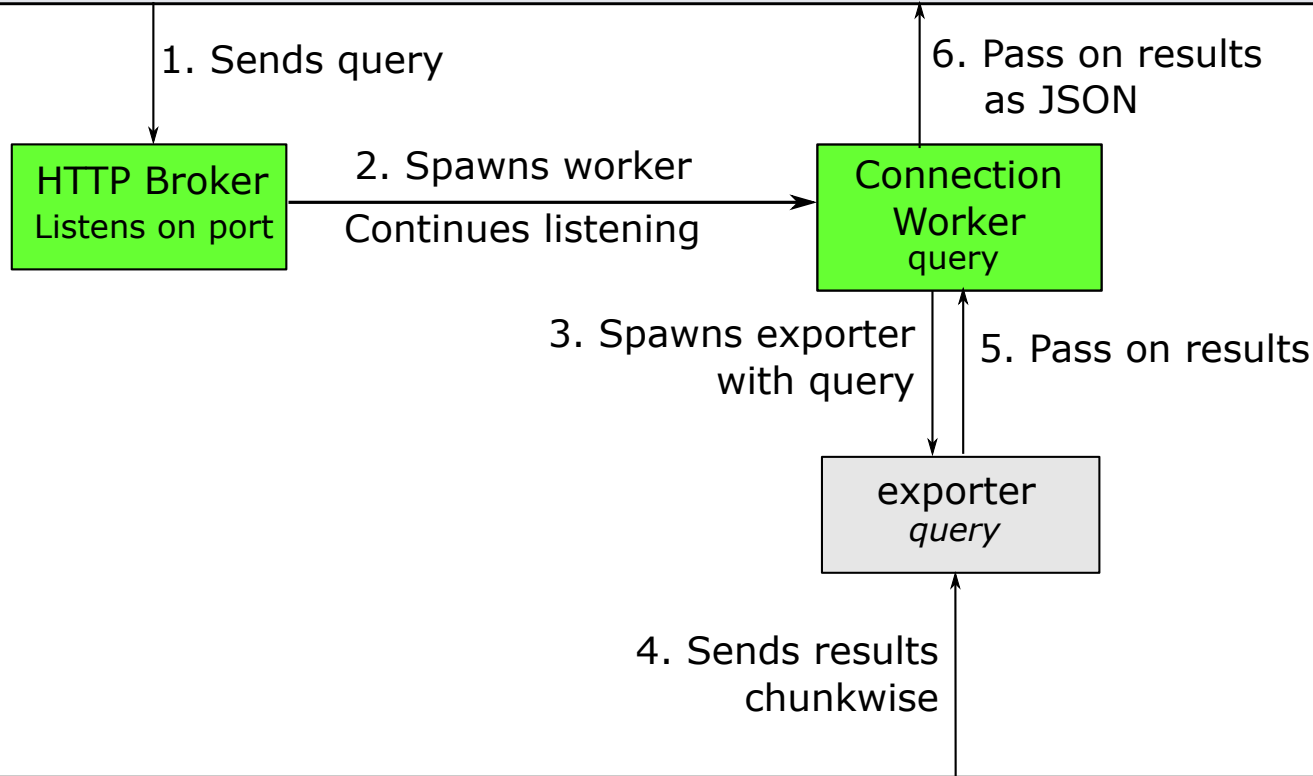 1. Sends query
6. Pass on results
as JSON
HTTP Broker
Listens on port
2. Spawns worker
Continues listening
Connection
Worker
query
3. Spawns exporter
with query
5. Pass on results
exporter
query
4. Sends results
chunkwise